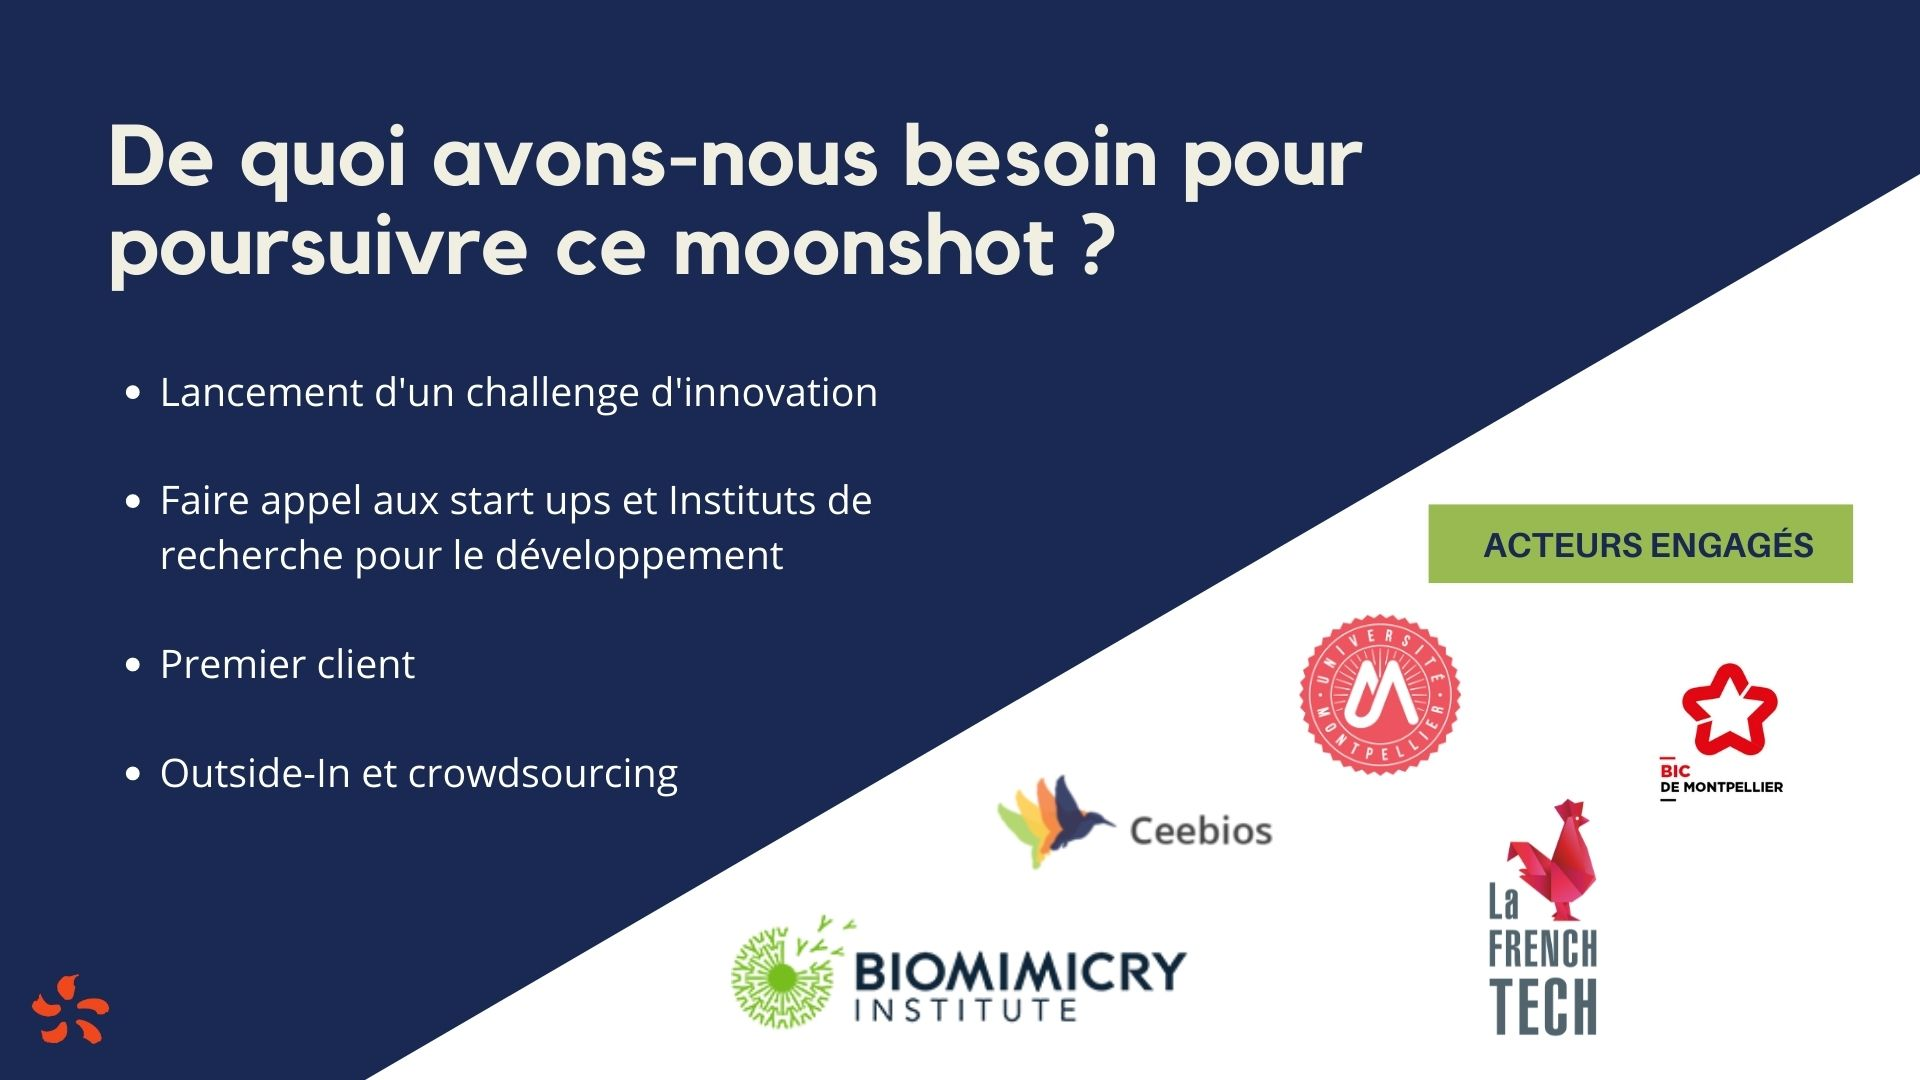 De quoi avons-nous besoin pour
poursuivre ce moonshot ?
• Lancement d'un challenge d'innovation
• Faire appel aux start ups et Instituts de
recherche pour le développement
• Premier client
• Outside-In et crowdsourcing
ACTEURS ENGAGÉS
UNIVERSITÉ
MONTPELLIER
BIC
DE MONTPELLIER
Ceebios
La
FRENCH
TECH
BIOMIMICRY
INSTITUTE